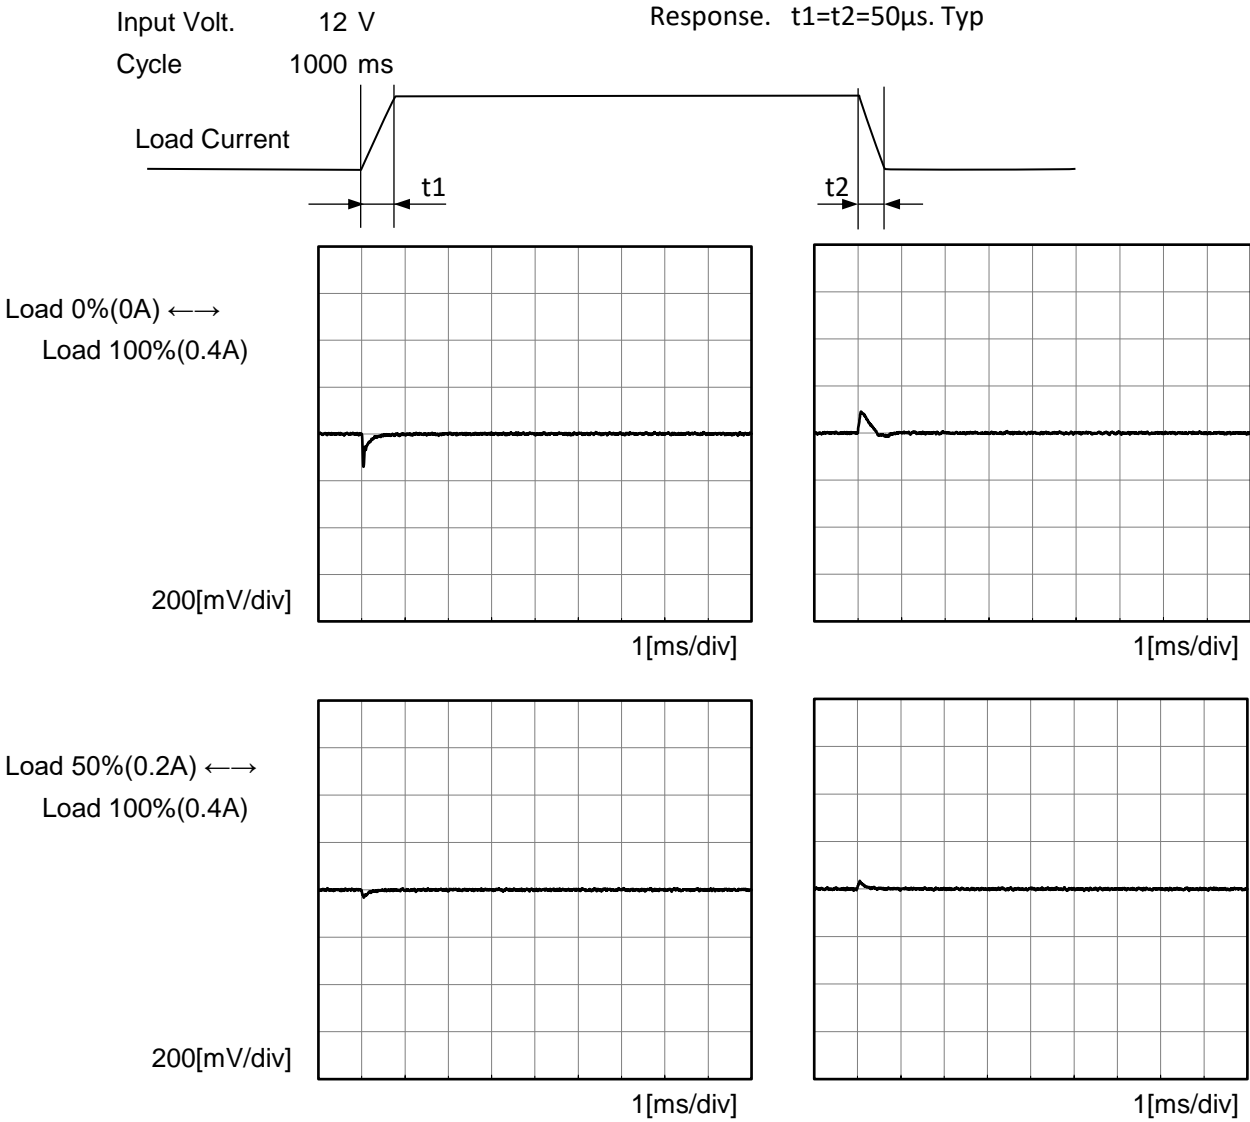 Input Volt. 12 V
Response. t1=t2=50µs. Typ
Cycle 1000 ms
Load Current
t1
t2
Load 0%(0A) ←→
Load 100%(0.4A)
200[mV/div]
1[ms/div]
1[ms/div]
Load 50%(0.2A) ←→
Load 100%(0.4A)
200[mV/div]
1[ms/div]
1[ms/div]